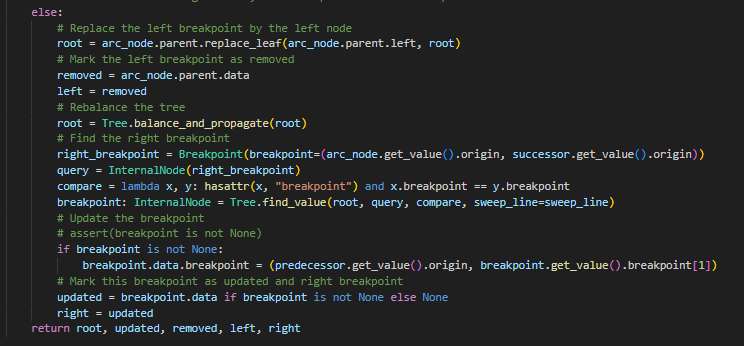 else:
# Replace the left breakpoint by the left node
root = arc_node.parent.replace_leaf(arc_node.parent.left, root)
# Mark the left breakpoint as removed
removed = arc_node.parent.data
left = removed
# Rebalance the tree
root = Tree.balance_and_propagate(root)
# Find the right breakpoint
right_breakpoint = Breakpoint(breakpoint=(arc_node.get_value().origin, successor.get_value().origin))
query = InternalNode(right_breakpoint)
compare = lambda x, y: hasattr(x, "breakpoint") and x.breakpoint == y.breakpoint
breakpoint: InternalNode = Tree.find_value(root, query, compare, sweep_line=sweep_line)
# Update the breakpoint
# assert(breakpoint is not None)
if breakpoint is not None:
breakpoint.data.breakpoint = (predecessor.get_value().origin, breakpoint.get_value().breakpoint[1])
# Mark this breakpoint as updated and right breakpoint
updated = breakpoint.data if breakpoint is not None else None
right = updated
return root, updated, removed, left, right